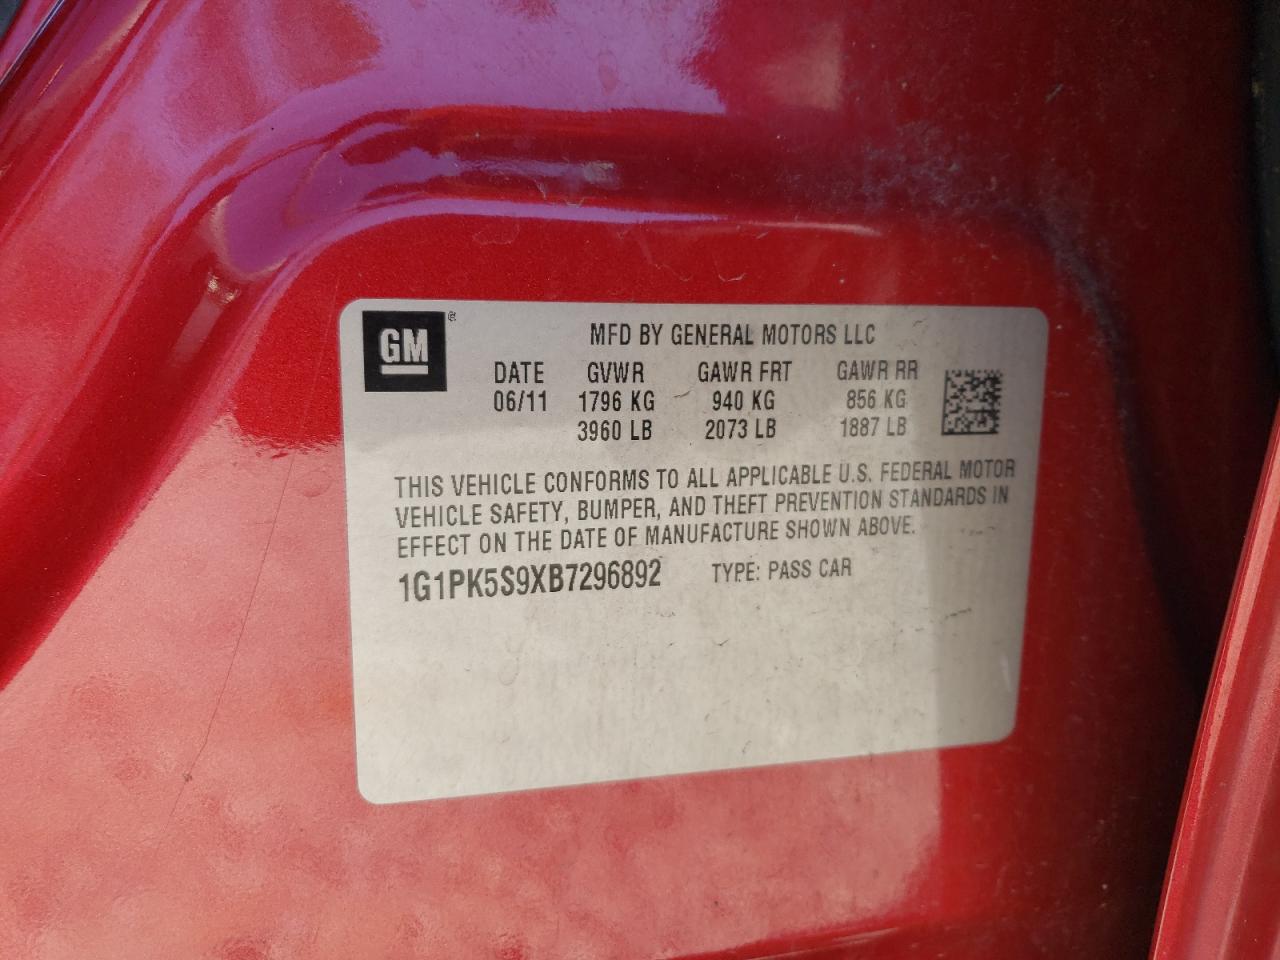 GM ®
MFD BY GENERAL MOTORS LLC
DATE GVWR GAWR FRT GAWR RR
06/11 1796 KG 940 KG 856 KG
3960 LB 2073 LB 1887 LB
THIS VEHICLE CONFORMS TO ALL APPLICABLE U.S. FEDERAL MOTOR
VEHICLE SAFETY, BUMPER, AND THEFT PREVENTION STANDARDS IN
EFFECT ON THE DATE OF MANUFACTURE SHOWN ABOVE.
1G1PK5S9XB7296892 TYPE: PASS CAR